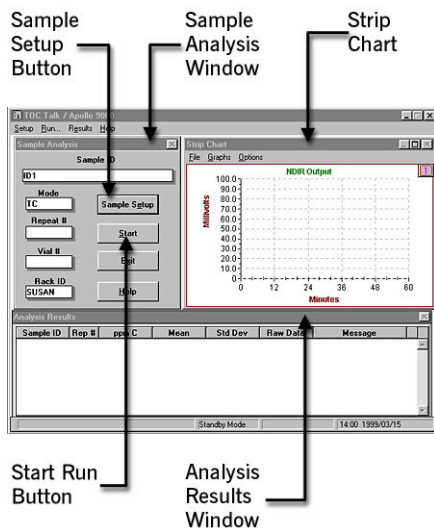 Sample
Setup
Button
Sample
Analysis
Window
Strip
Chart
TOC Talk / Apollo 9000
Setup Run... Results Help
Sample Analysis
Sample ID
ID1
Mode
TC
Sample Setup
Repeat #
Start
Vial #
Exit
Rack ID
SUSAN
Help
Strip Chart
File Graphs Options
NDIR Output
1
Millivolts
100.0
90.0
80.0
70.0
60.0
50.0
40.0
30.0
20.0
10.0
0.0
0 12 24 36 48 60
Minutes
Analysis Results
Sample ID Rep # ppm C Mean Std Dev Raw Data Message
Standby Mode 14:00 1999/03/15
Start Run
Button
Analysis
Results
Window